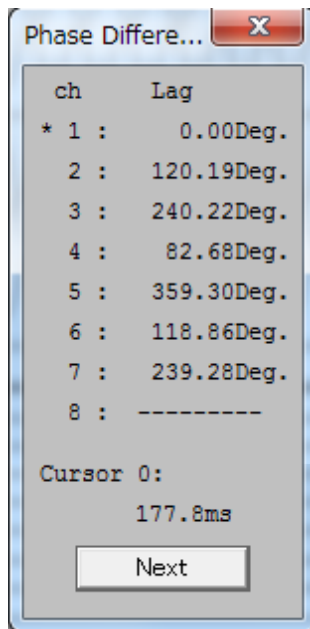 Phase Differe...
ch Lag
* 1 : 0.00Deg.
2 : 120.19Deg.
3 : 240.22Deg.
4 : 82.68Deg.
5 : 359.30Deg.
6 : 118.86Deg.
7 : 239.28Deg.
8 : ---------
Cursor 0:
177.8ms
Next